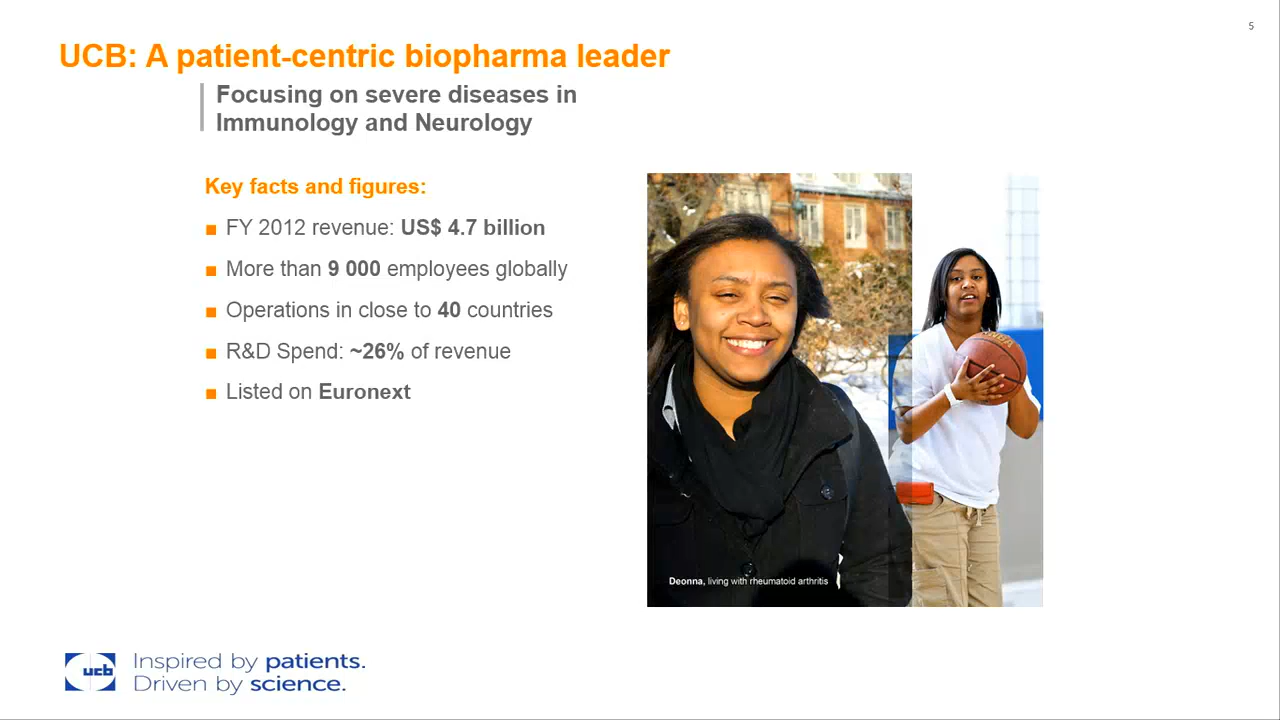 5
UCB: A patient-centric biopharma leader
Focusing on severe diseases in
Immunology and Neurology
Key facts and figures:
■ FY 2012 revenue: US$ 4.7 billion
■ More than 9 000 employees globally
■ Operations in close to 40 countries
■ R&D Spend: ~26% of revenue
■ Listed on Euronext
Deonna, living with rheumatoid arthritis
ucb
Inspired by patients.
Driven by science.